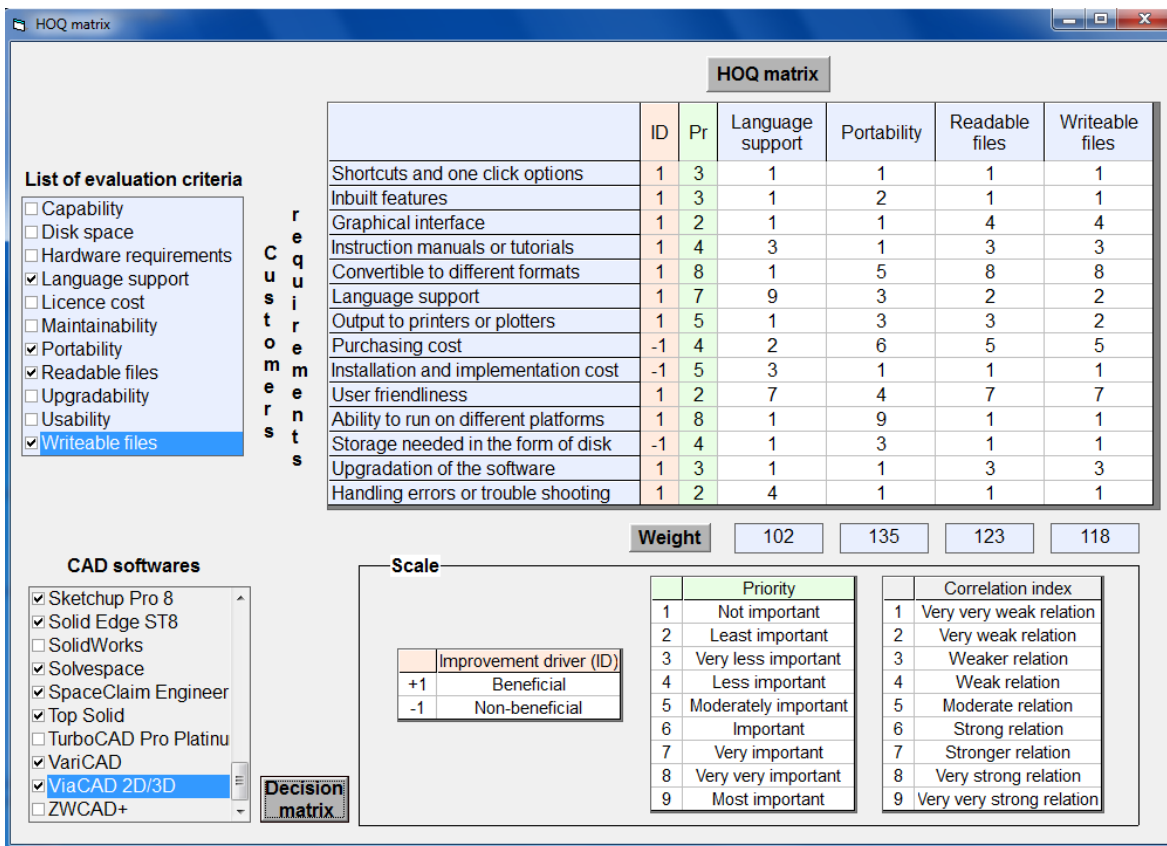 HOQ matrix
HOQ matrix
ID Pr Language support Portability Readable files Writeable files
Shortcuts and one click options 1 3 1 1 1 1
Inbuilt features 1 3 1 2 1 1
Graphical interface 1 2 1 1 4 4
Instruction manuals or tutorials 1 4 3 1 3 3
Convertible to different formats 1 8 1 5 8 8
Language support 1 7 9 3 2 2
Output to printers or plotters 1 5 1 3 3 2
Purchasing cost -1 4 2 6 5 5
Installation and implementation cost -1 5 3 1 1 1
User friendliness 1 2 7 4 7 7
Ability to run on different platforms 1 8 1 9 1 1
Storage needed in the form of disk -1 4 1 3 1 1
Upgradation of the software 1 3 1 1 3 3
Handling errors or trouble shooting 1 2 4 1 1 1
Weight 102 135 123 118
List of evaluation criteria
Capability
Disk space
Hardware requirements
Language support
Licence cost
Maintainability
Portability
Readable files
Upgradability
Usability
Writeable files
Customers
requirements
CAD softwares
Sketchup Pro 8
Solid Edge ST8
SolidWorks
Solvespace
SpaceClaim Engineer
Top Solid
TurboCAD Pro Platinu
VariCAD
ViaCAD 2D/3D
ZWCAD+
Decision
matrix
Scale
Improvement driver (ID)
+1 Beneficial
-1 Non-beneficial
Priority
1 Not important
2 Least important
3 Very less important
4 Less important
5 Moderately important
6 Important
7 Very important
8 Very very important
9 Most important
Correlation index
1 Very very weak relation
2 Very weak relation
3 Weaker relation
4 Weak relation
5 Moderate relation
6 Strong relation
7 Stronger relation
8 Very strong relation
9 Very very strong relation